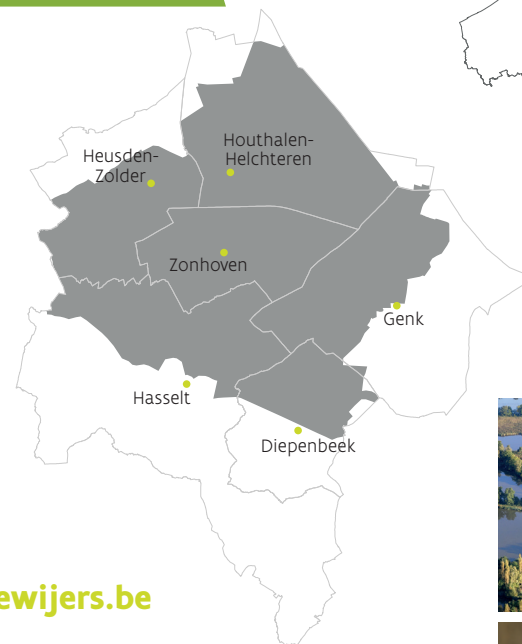 Houthalen-
Helchteren
Heusden-
Zolder
Zonhoven
Genk
Hasselt
Diepenbeek
ewijers.be